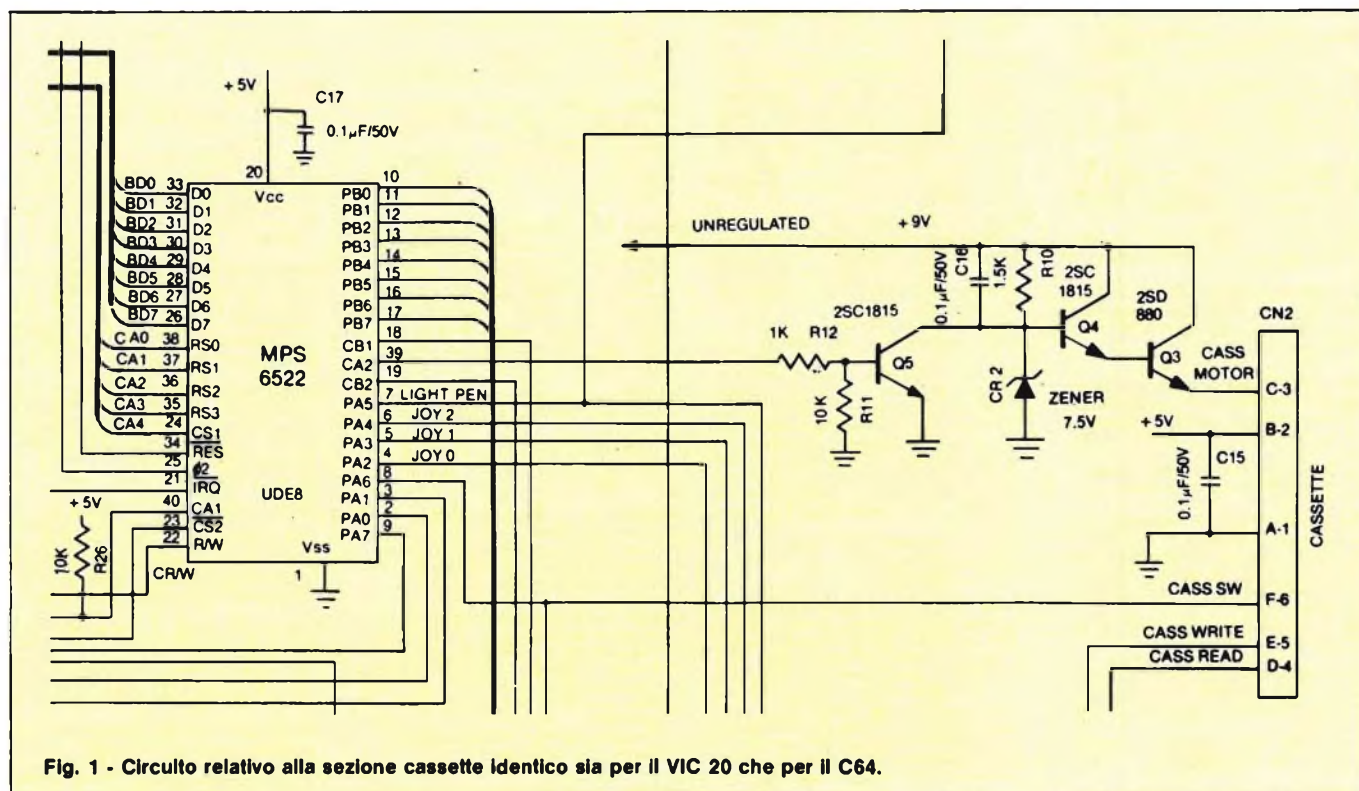 +5V
C17
0.1µF/50V
20
Vcc
BD0 33 D0
BD1 32 D1
BD2 31 D2
BD3 30 D3
BD4 29 D4
BD5 28 D5
BD6 27 D6
BD7 26 D7
CA0 38 RS0
CA1 37 RS1
CA2 36 RS2
CA3 35 RS3
CA4 24 CS1
34 RES
25 ϕ2
21 IRQ
40 CA1
23 CS2
22 R/W
+5V
10K
R26
CR/W
MPS
6522
UDE8
Vss
1
PB0 10
PB1 11
PB2 12
PB3 13
PB4 14
PB5 15
PB6 16
PB7 17
CB1 18
CA2 39
CB2 19
PA5 7 LIGHT PEN
PA4 6 JOY 2
PA3 5 JOY 1
PA2 4 JOY 0
PA6 8
PA1 3
PA0 2
PA7 9
UNREGULATED
+9V
1K R12
10K
R11
2SC1815
Q5
0.1µF/50V
C16
1.5K
R10
2SC
1815
Q4
2SD
880
Q3
CR2
ZENER
7.5V
CASS
MOTOR
CN2
C-3
+5V
B-2
C15
0.1µF/50V
A-1
CASSETTE
CASS SW
F-6
CASS WRITE
E-5
CASS READ
D-4
Fig. 1 - Circuito relativo alla sezione cassette identico sia per il VIC 20 che per il C64.